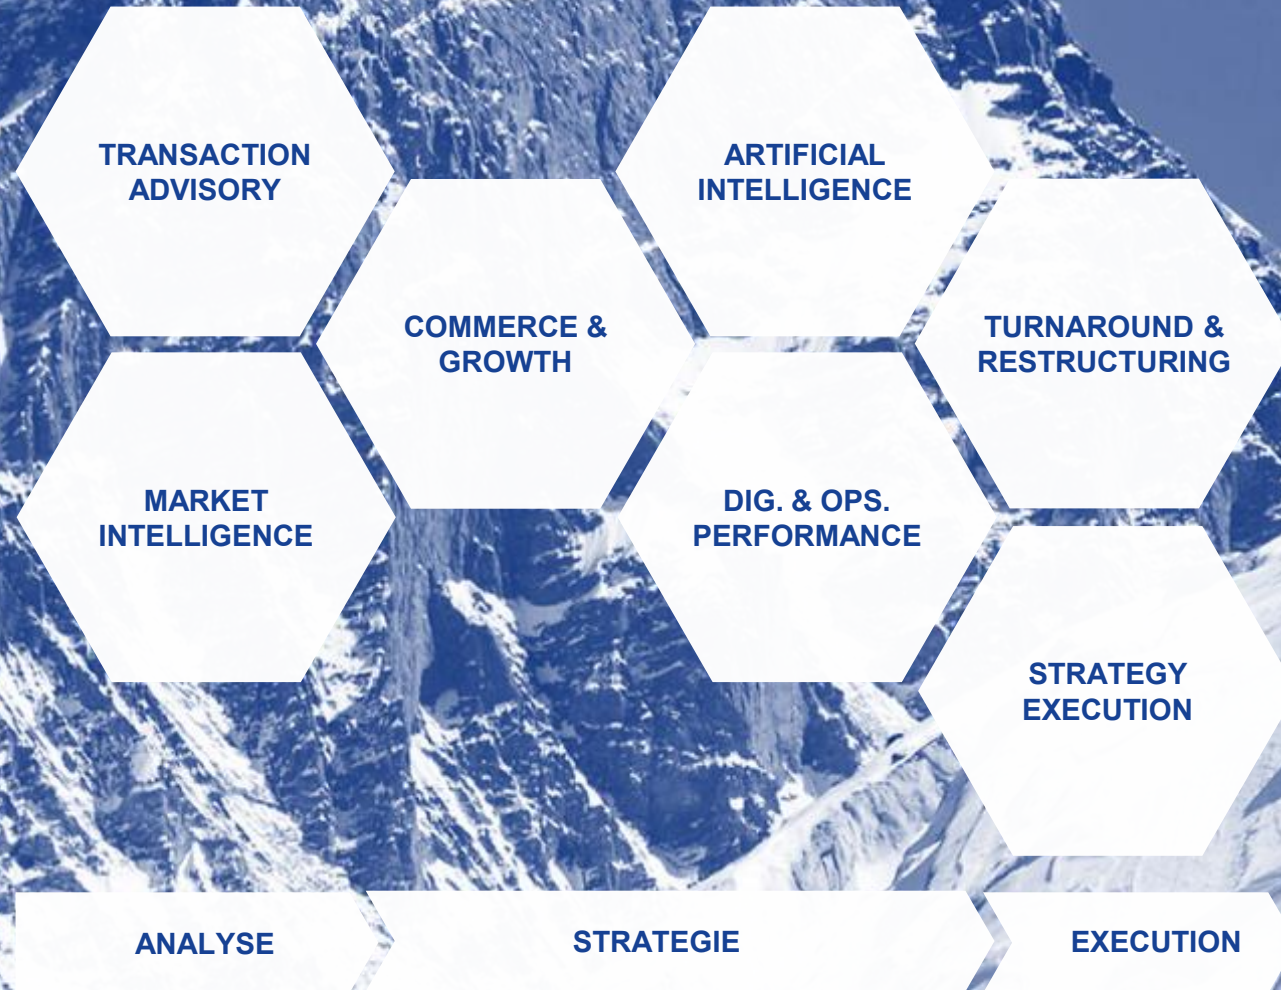 TRANSACTION
ADVISORY
ARTIFICIAL
INTELLIGENCE
COMMERCE &
GROWTH
TURNAROUND &
RESTRUCTURING
MARKET
INTELLIGENCE
DIG. & OPS.
PERFORMANCE
STRATEGY
EXECUTION
ANALYSE
STRATEGIE
EXECUTION